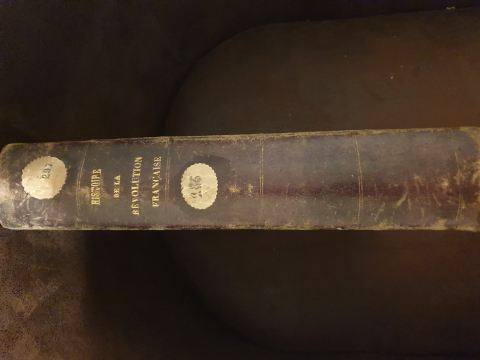 HISTOIRE
DE LA
RÉVOLUTION
FRANÇAISE